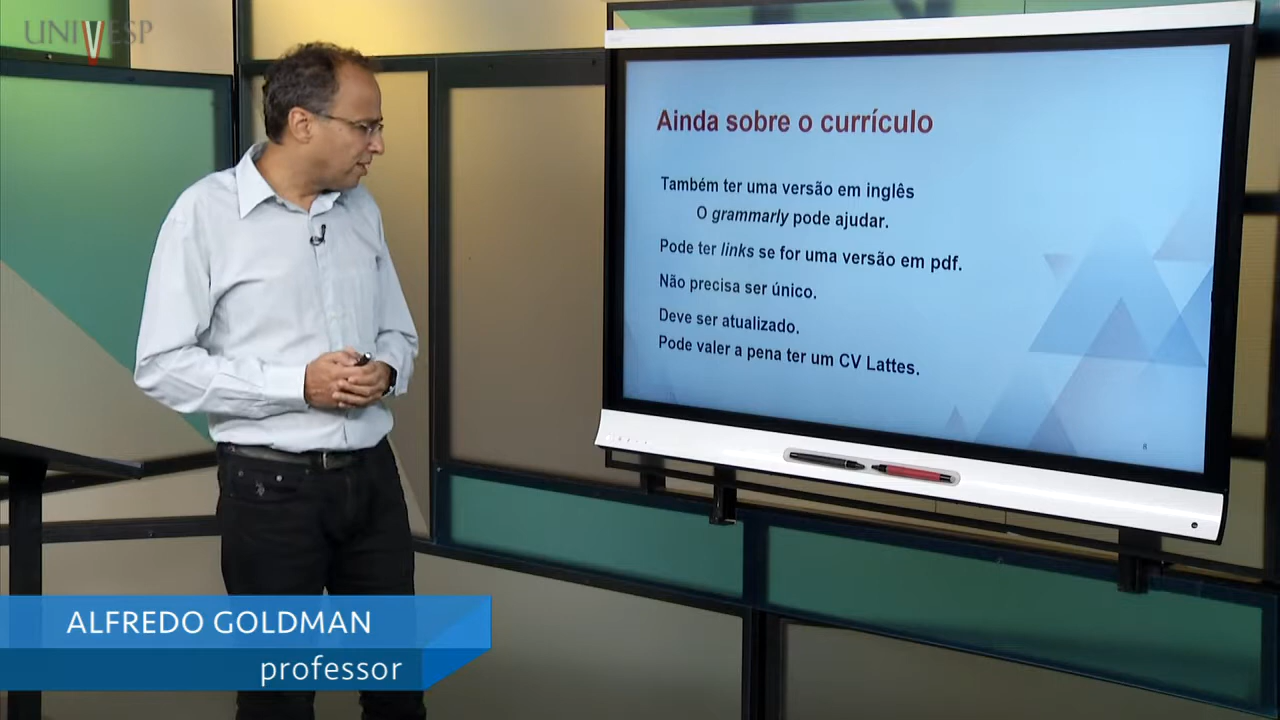 UNIVESP
Ainda sobre o currículo
Também ter uma versão em inglês
O grammarly pode ajudar.
Pode ter links se for uma versão em pdf.
Não precisa ser único.
Deve ser atualizado.
Pode valer a pena ter um CV Lattes.
8
ALFREDO GOLDMAN
professor